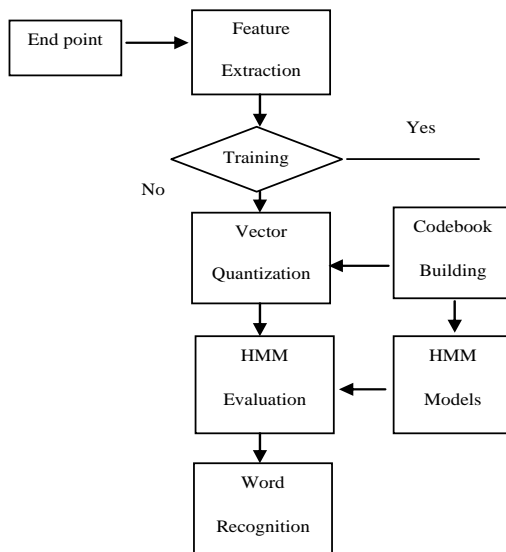 End point
Feature
Extraction
Training
Yes
No
Vector
Quantization
Codebook
Building
HMM
Evaluation
HMM
Models
Word
Recognition